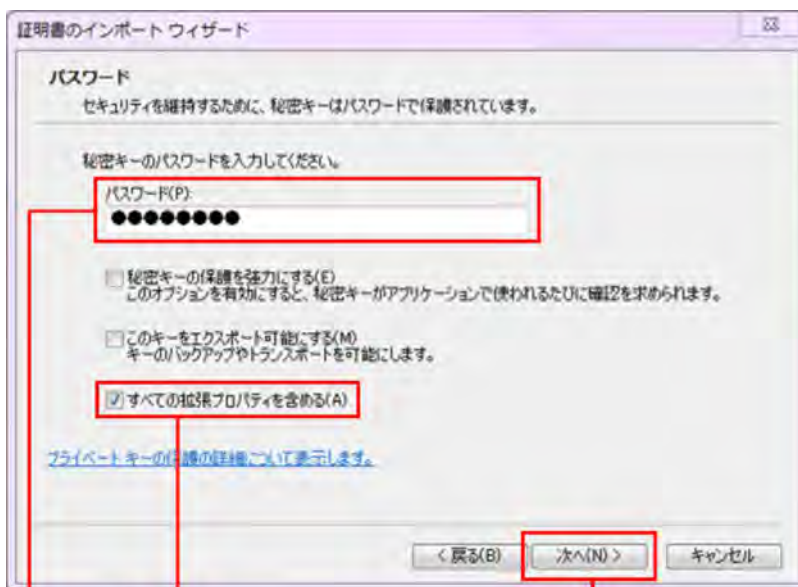 証明書のインポート ウィザード
パスワード
セキュリティを維持するために、秘密キーはパスワードで保護されています。
秘密キーのパスワードを入力してください。
パスワード(P):
●●●●●●●●
秘密キーの保護を強力にする(E)
このオプションを有効にすると、秘密キーがアプリケーションで使われるたびに確認を求められます。
このキーをエクスポート可能にする(M)
キーのバックアップやトランスポートを可能にします。
すべての拡張プロパティを含める(A)
プライベート キーの保護の詳細について表示します。
< 戻る(B) 次へ(N) > キャンセル